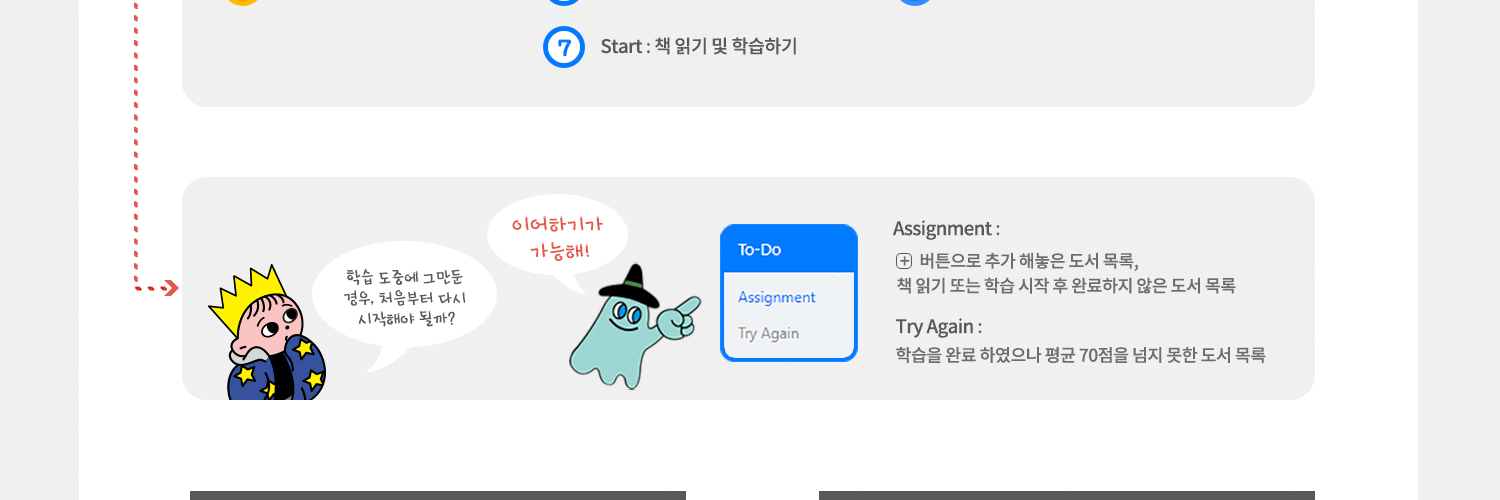 7 Start : 책 읽기 및 학습하기
학습 도중에 그만둔
경우, 처음부터 다시
시작해야 될까?
이어하기가
가능해!
To-Do
Assignment
Try Again
Assignment :
+ 버튼으로 추가 해놓은 도서 목록,
책 읽기 또는 학습 시작 후 완료하지 않은 도서 목록
Try Again :
학습을 완료 하였으나 평균 70점을 넘지 못한 도서 목록